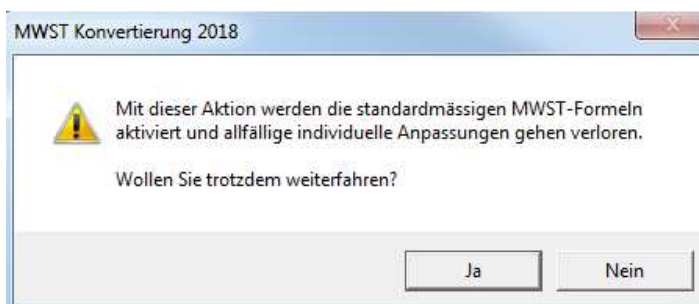 MWST Konvertierung 2018
Mit dieser Aktion werden die standardmässigen MWST-Formeln
aktiviert und allfällige individuelle Anpassungen gehen verloren.
Wollen Sie trotzdem weiterfahren?
Ja
Nein